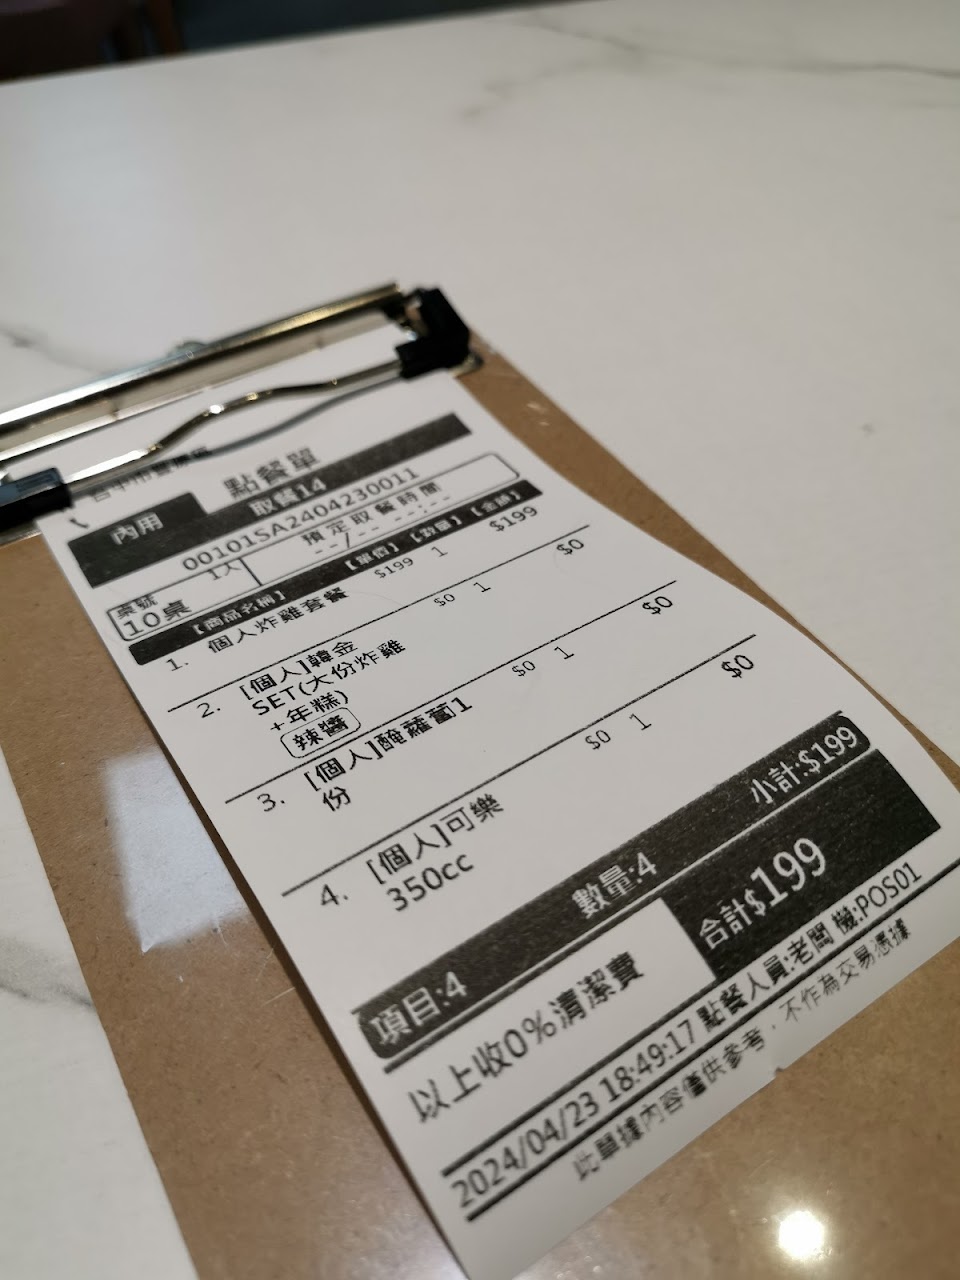 點餐單
內用
取餐14
00101SA2404230011
桌號 1人
10桌
預定取餐時間
--/-- --:--
【商品名稱】 【單價】 【數量】 【金額】
1. 個人炸雞套餐 $199 1 $199
2. [個人]韓金 $0 1 $0
SET(大份炸雞
+年糕)
辣醬
3. [個人]醃蘿蔔1 $0 1 $0
份
4. [個人]可樂 $0 1 $0
350cc
項目:4 數量:4 小計:$199
以上收0%清潔費
合計$199
2024/04/23 18:49:17 點餐人員:老闆 機:POS01
此單據內容僅供參考,不作為交易憑據